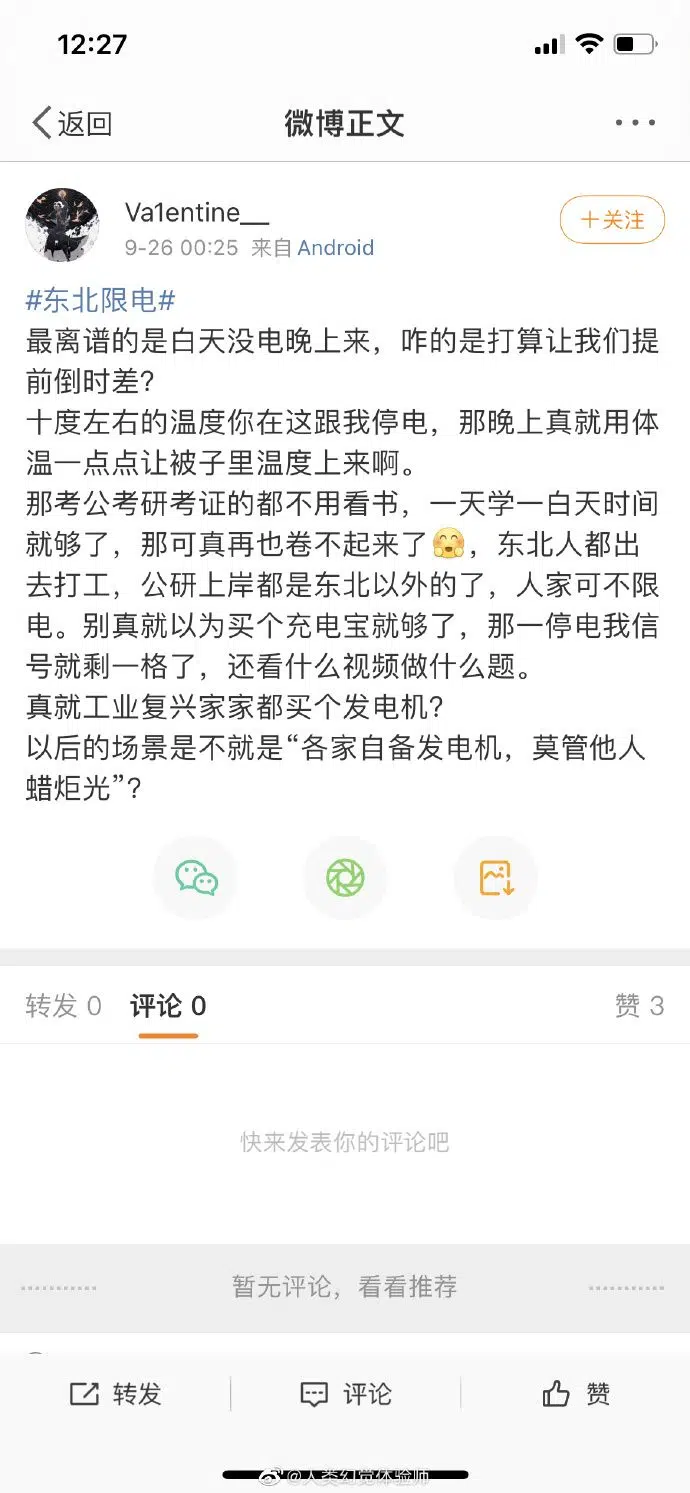 12:27
返回
微博正文
Va1entine__
+关注
9-26 00:25 来自 Android
#东北限电#
最离谱的是白天没电晚上来，咋的是打算让我们提
前倒时差?
十度左右的温度你在这跟我停电，那晚上真就用体
温一点点让被子里温度上来啊。
那考公考研考证的都不用看书，一天学一白天时间
就够了，那可真再也卷不起来了🤗，东北人都出
去打工，公研上岸都是东北以外的了，人家可不限
电。别真就以为买个充电宝就够了，那一停电我信
号就剩一格了，还看什么视频做什么题。
真就工业复兴家家都买个发电机?
以后的场景是不就是“各家自备发电机，莫管他人
蜡炬光”?
转发 0 评论 0 赞 3
快来发表你的评论吧
暂无评论，看看推荐
转发 评论 赞
@人类幻觉体验师